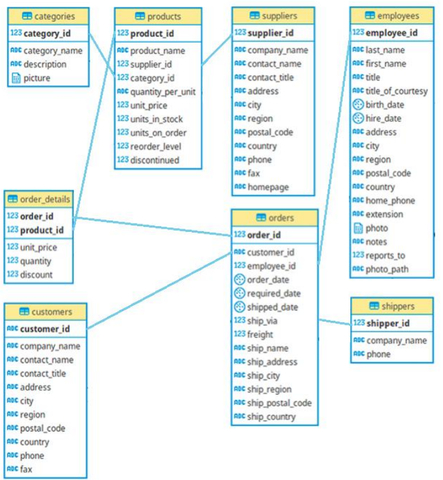 categories
123 category_id
ABC category_name
ABC description
picture
products
123 product_id
ABC product_name
123 supplier_id
123 category_id
ABC quantity_per_unit
123 unit_price
123 units_in_stock
123 units_on_order
123 reorder_level
123 discontinued
suppliers
123 supplier_id
ABC company_name
ABC contact_name
ABC contact_title
ABC address
ABC city
ABC region
ABC postal_code
ABC country
ABC phone
ABC fax
ABC homepage
employees
123 employee_id
ABC last_name
ABC first_name
ABC title
ABC title_of_courtesy
birth_date
hire_date
ABC address
ABC city
ABC region
ABC postal_code
ABC country
ABC home_phone
ABC extension
photo
ABC notes
123 reports_to
ABC photo_path
order_details
123 order_id
123 product_id
123 unit_price
123 quantity
123 discount
orders
123 order_id
ABC customer_id
123 employee_id
order_date
required_date
shipped_date
123 ship_via
123 freight
ABC ship_name
ABC ship_address
ABC ship_city
ABC ship_region
ABC ship_postal_code
ABC ship_country
customers
ABC customer_id
ABC company_name
ABC contact_name
ABC contact_title
ABC address
ABC city
ABC region
ABC postal_code
ABC country
ABC phone
ABC fax
shippers
123 shipper_id
ABC company_name
ABC phone